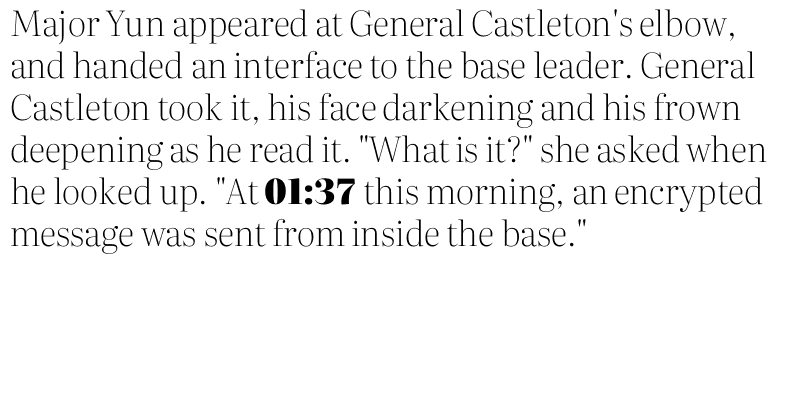 Major Yun appeared at General Castleton's elbow,
and handed an interface to the base leader. General
Castleton took it, his face darkening and his frown
deepening as he read it. "What is it?" she asked when
he looked up. "At 01:37 this morning, an encrypted
message was sent from inside the base."